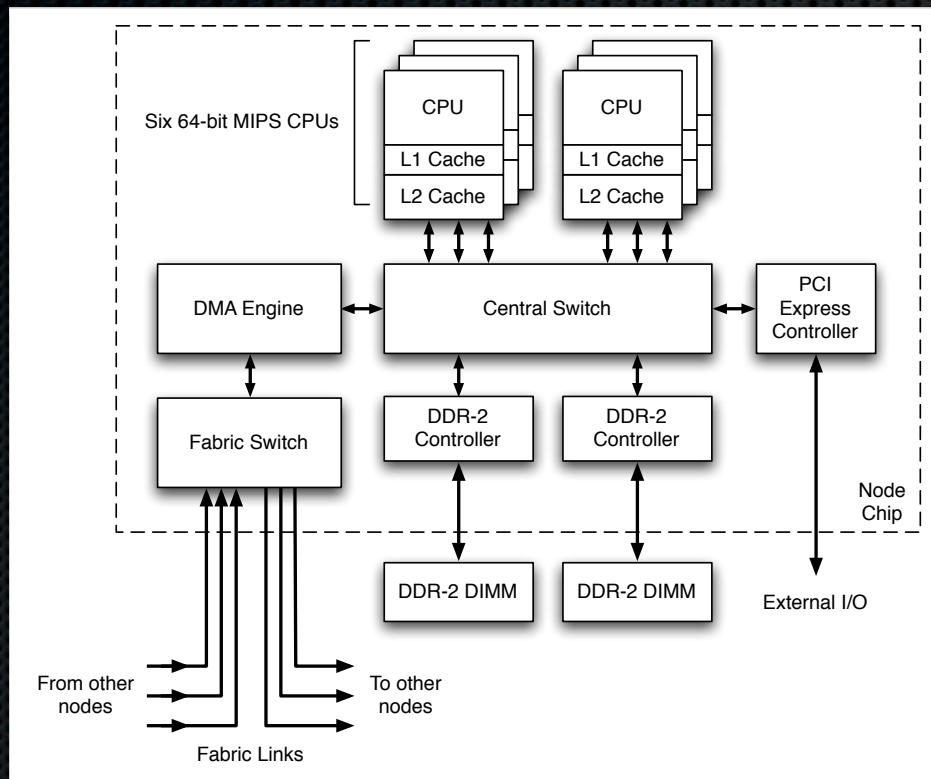 Six 64-bit MIPS CPUs
CPU
L1 Cache
L2 Cache
CPU
L1 Cache
L2 Cache
DMA Engine
Central Switch
PCI
Express
Controller
Fabric Switch
DDR-2
Controller
DDR-2
Controller
Node
Chip
DDR-2 DIMM
DDR-2 DIMM
External I/O
From other
nodes
To other
nodes
Fabric Links